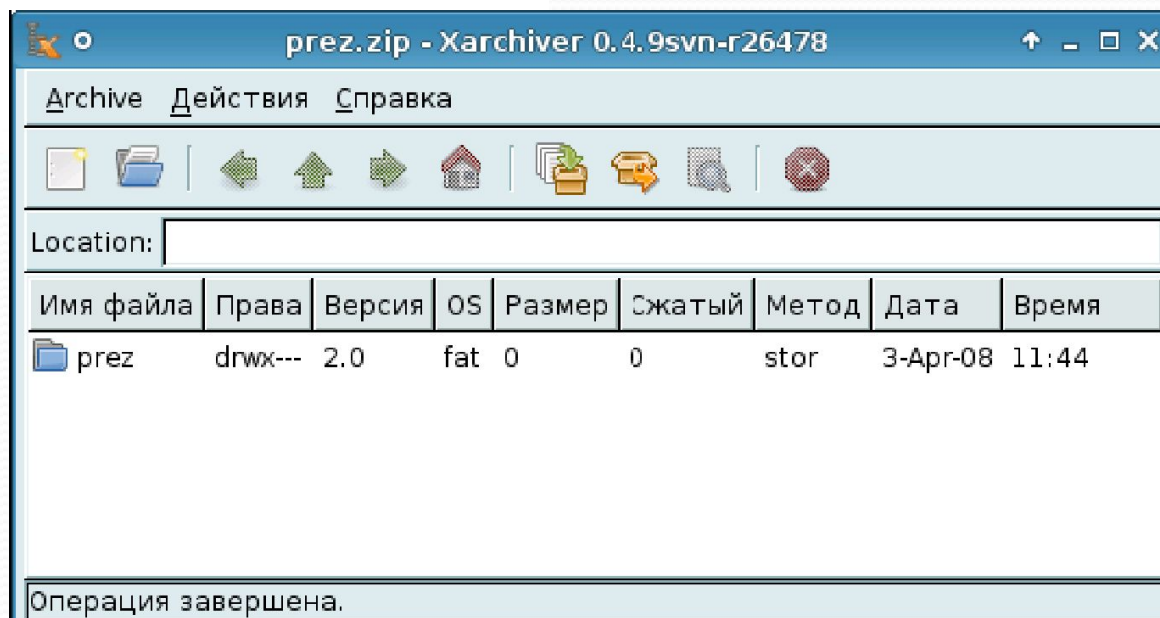 prez.zip - Xarchiver 0.4.9svn-r26478
Archive Действия Справка
Location:
Имя файла Права Версия OS Размер Сжатый Метод Дата Время
prez drwx--- 2.0 fat 0 0 stor 3-Apr-08 11:44
Операция завершена.